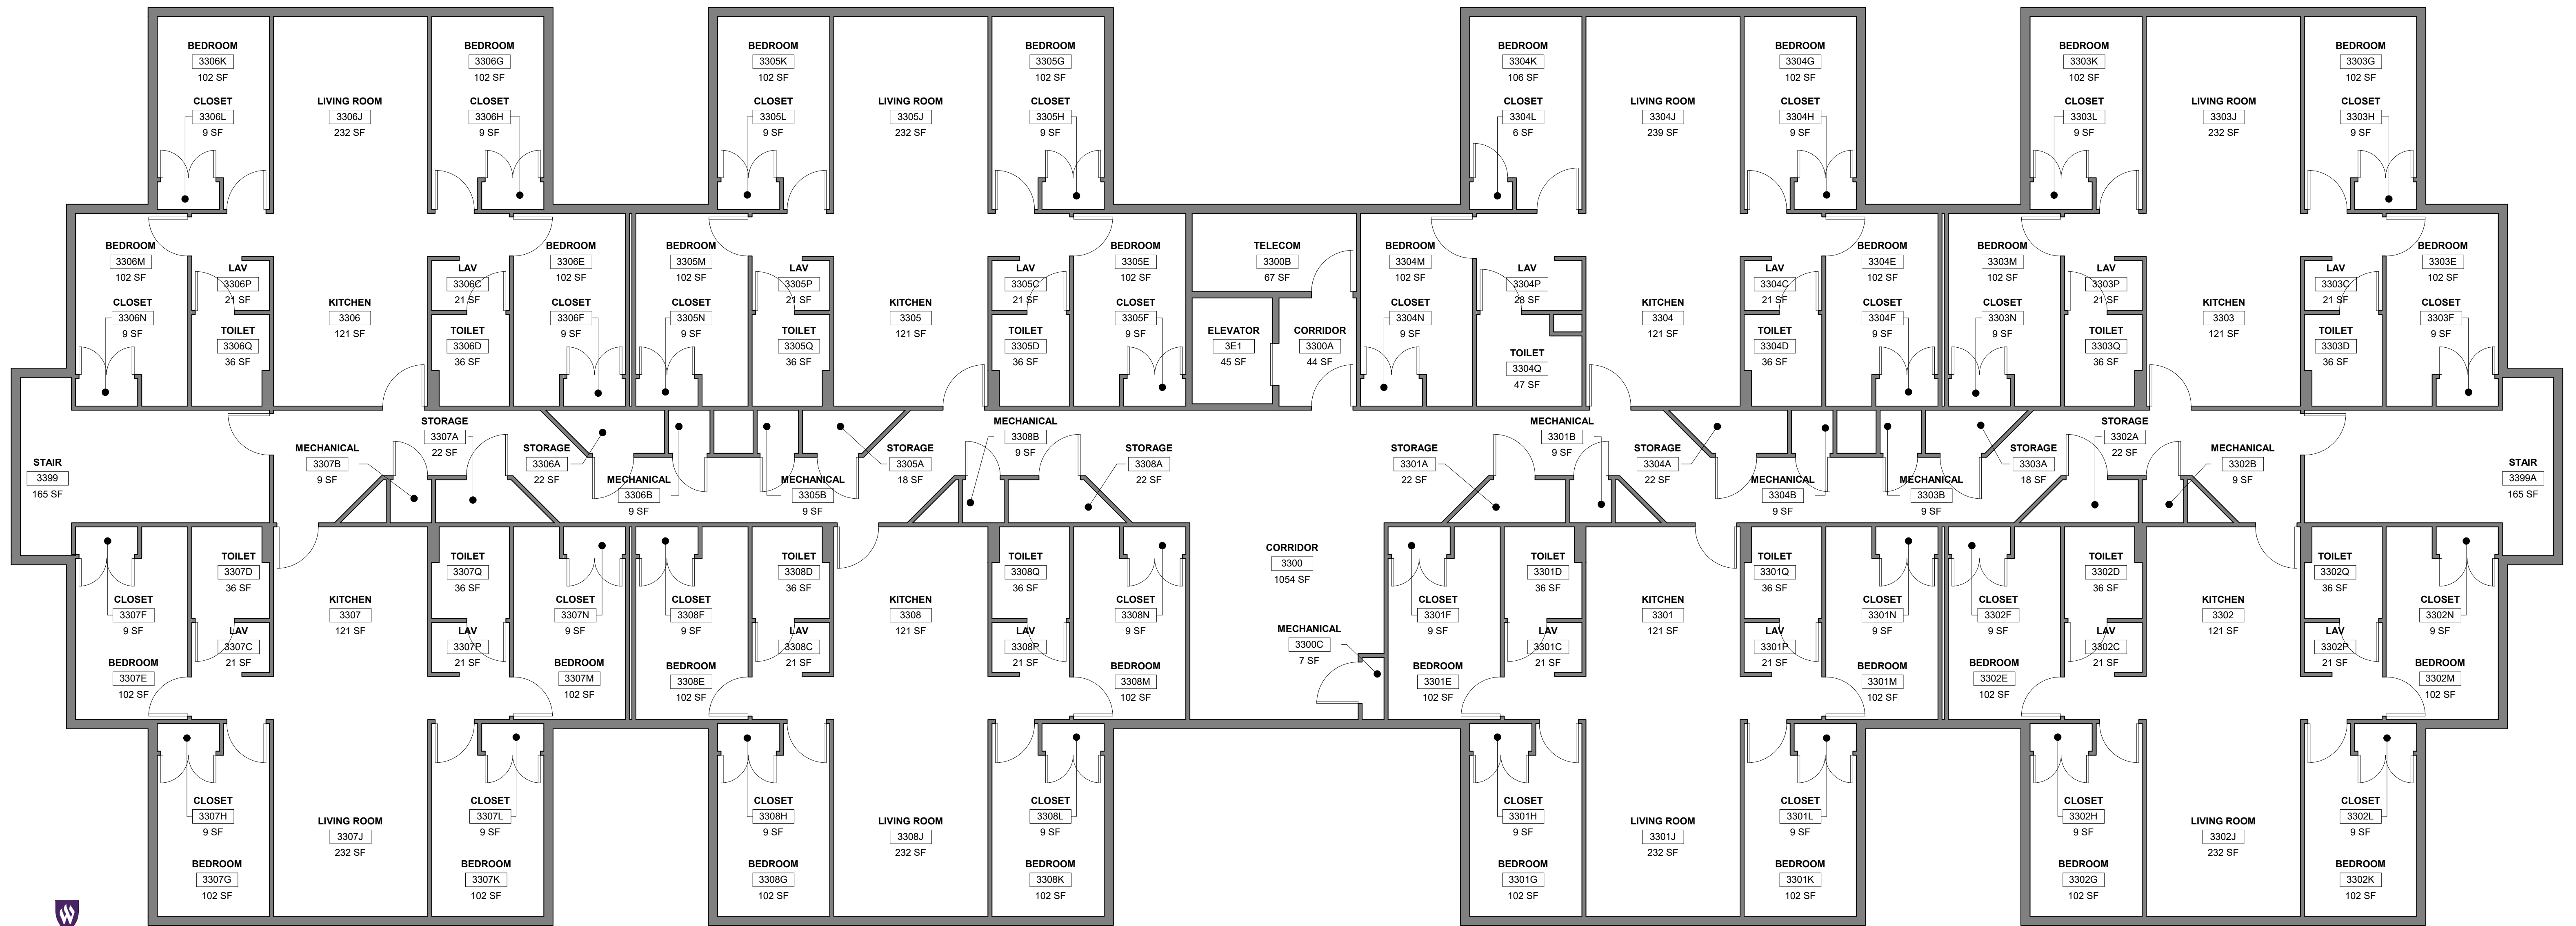 BEDROOM
3306K
102 SF
CLOSET
3306L
9 SF
LIVING ROOM
3306J
232 SF
BEDROOM
3306G
102 SF
CLOSET
3306H
9 SF
BEDROOM
3305K
102 SF
CLOSET
3305L
9 SF
LIVING ROOM
3305J
232 SF
BEDROOM
3305G
102 SF
CLOSET
3305H
9 SF
BEDROOM
3304K
106 SF
CLOSET
3304L
6 SF
LIVING ROOM
3304J
239 SF
BEDROOM
3304G
102 SF
CLOSET
3304H
9 SF
BEDROOM
3303K
102 SF
CLOSET
3303L
9 SF
LIVING ROOM
3303J
232 SF
BEDROOM
3303G
102 SF
CLOSET
3303H
9 SF
BEDROOM
3306M
102 SF
CLOSET
3306N
9 SF
LAV
3306P
21 SF
TOILET
3306Q
36 SF
KITCHEN
3306
121 SF
LAV
3306C
21 SF
TOILET
3306D
36 SF
BEDROOM
3306E
102 SF
CLOSET
3306F
9 SF
BEDROOM
3305M
102 SF
CLOSET
3305N
9 SF
LAV
3305P
21 SF
TOILET
3305Q
36 SF
KITCHEN
3305
121 SF
LAV
3305C
21 SF
TOILET
3305D
36 SF
BEDROOM
3305E
102 SF
CLOSET
3305F
9 SF
TELECOM
3300B
67 SF
ELEVATOR
3E1
45 SF
CORRIDOR
3300A
44 SF
BEDROOM
3304M
102 SF
CLOSET
3304N
9 SF
LAV
3304P
28 SF
TOILET
3304Q
47 SF
KITCHEN
3304
121 SF
LAV
3304C
21 SF
TOILET
3304D
36 SF
BEDROOM
3304E
102 SF
CLOSET
3304F
9 SF
BEDROOM
3303M
102 SF
CLOSET
3303N
9 SF
LAV
3303P
21 SF
TOILET
3303Q
36 SF
KITCHEN
3303
121 SF
LAV
3303C
21 SF
TOILET
3303D
36 SF
BEDROOM
3303E
102 SF
CLOSET
3303F
9 SF
STAIR
3399
165 SF
MECHANICAL
3307B
9 SF
STORAGE
3307A
22 SF
STORAGE
3306A
22 SF
MECHANICAL
3306B
9 SF
MECHANICAL
3305B
9 SF
STORAGE
3305A
18 SF
MECHANICAL
3308B
9 SF
STORAGE
3308A
22 SF
STORAGE
3301A
22 SF
MECHANICAL
3301B
9 SF
STORAGE
3304A
22 SF
MECHANICAL
3304B
9 SF
MECHANICAL
3303B
9 SF
STORAGE
3303A
18 SF
STORAGE
3302A
22 SF
MECHANICAL
3302B
9 SF
STAIR
3399A
165 SF
CORRIDOR
3300
1054 SF
MECHANICAL
3300C
7 SF
TOILET
3307D
36 SF
CLOSET
3307F
9 SF
LAV
3307C
21 SF
BEDROOM
3307E
102 SF
KITCHEN
3307
121 SF
TOILET
3307Q
36 SF
LAV
3307P
21 SF
CLOSET
3307N
9 SF
BEDROOM
3307M
102 SF
CLOSET
3308F
9 SF
BEDROOM
3308E
102 SF
TOILET
3308D
36 SF
LAV
3308C
21 SF
KITCHEN
3308
121 SF
TOILET
3308Q
36 SF
LAV
3308P
21 SF
CLOSET
3308N
9 SF
BEDROOM
3308M
102 SF
CLOSET
3301F
9 SF
BEDROOM
3301E
102 SF
TOILET
3301D
36 SF
LAV
3301C
21 SF
KITCHEN
3301
121 SF
TOILET
3301Q
36 SF
LAV
3301P
21 SF
CLOSET
3301N
9 SF
BEDROOM
3301M
102 SF
CLOSET
3302F
9 SF
BEDROOM
3302E
102 SF
TOILET
3302D
36 SF
LAV
3302C
21 SF
KITCHEN
3302
121 SF
TOILET
3302Q
36 SF
LAV
3302P
21 SF
CLOSET
3302N
9 SF
BEDROOM
3302M
102 SF
CLOSET
3307H
9 SF
BEDROOM
3307G
102 SF
LIVING ROOM
3307J
232 SF
CLOSET
3307L
9 SF
BEDROOM
3307K
102 SF
CLOSET
3308H
9 SF
BEDROOM
3308G
102 SF
LIVING ROOM
3308J
232 SF
CLOSET
3308L
9 SF
BEDROOM
3308K
102 SF
CLOSET
3301H
9 SF
BEDROOM
3301G
102 SF
LIVING ROOM
3301J
232 SF
CLOSET
3301L
9 SF
BEDROOM
3301K
102 SF
CLOSET
3302H
9 SF
BEDROOM
3302G
102 SF
LIVING ROOM
3302J
232 SF
CLOSET
3302L
9 SF
BEDROOM
3302K
102 SF
W